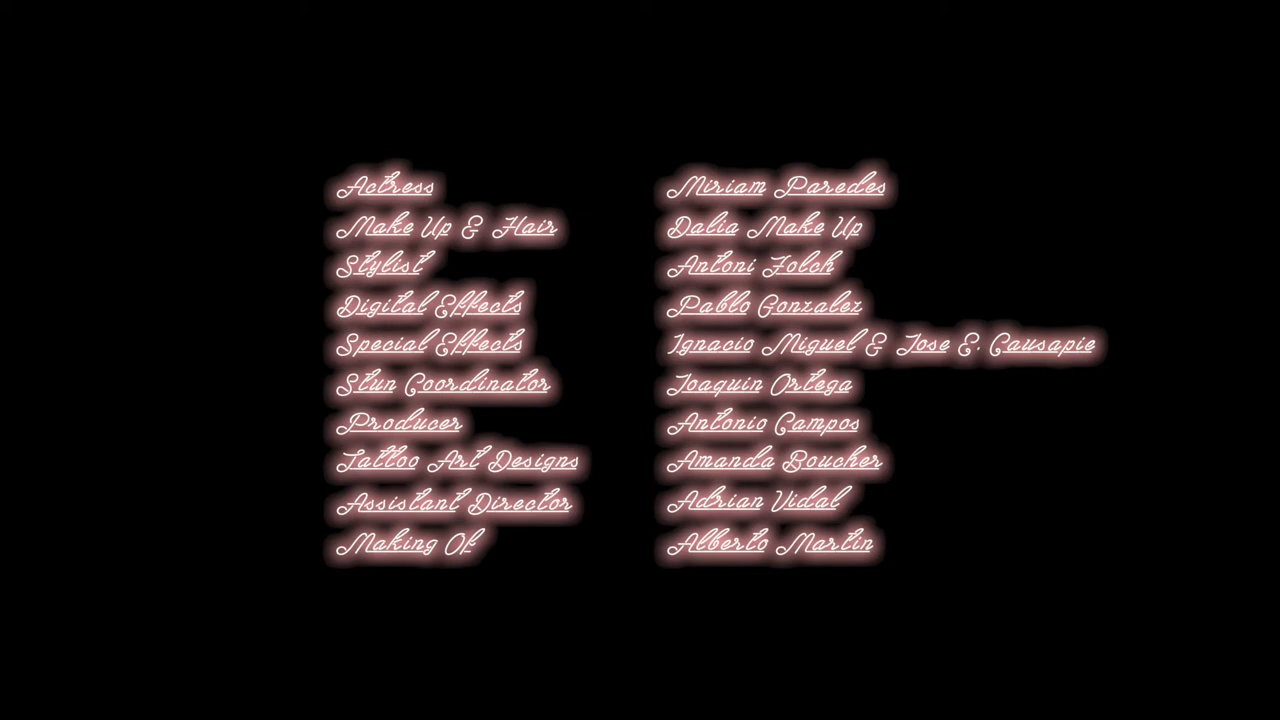 Actress Miriam Paredes
Make Up & Hair Dalia Make Up
Stylist Antoni Folch
Digital Effects Pablo Gonzalez
Special Effects Ignacio Miguel & Jose E. Causapie
Stun Coordinator Joaquin Ortega
Producer Antonio Campos
Tattoo Art Designs Amanda Boucher
Assistant Director Adrian Vidal
Making Of Alberto Martin